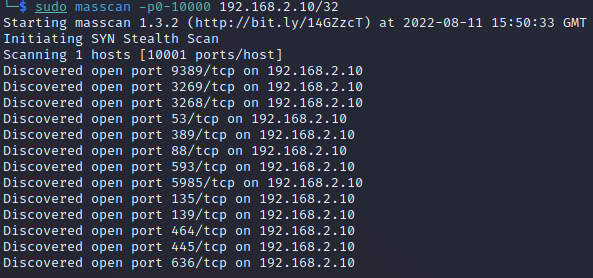 └─$ sudo masscan -p0-10000 192.168.2.10/32
Starting masscan 1.3.2 (http://bit.ly/14GZzcT) at 2022-08-11 15:50:33 GMT
Initiating SYN Stealth Scan
Scanning 1 hosts [10001 ports/host]
Discovered open port 9389/tcp on 192.168.2.10
Discovered open port 3269/tcp on 192.168.2.10
Discovered open port 3268/tcp on 192.168.2.10
Discovered open port 53/tcp on 192.168.2.10
Discovered open port 389/tcp on 192.168.2.10
Discovered open port 88/tcp on 192.168.2.10
Discovered open port 593/tcp on 192.168.2.10
Discovered open port 5985/tcp on 192.168.2.10
Discovered open port 135/tcp on 192.168.2.10
Discovered open port 139/tcp on 192.168.2.10
Discovered open port 464/tcp on 192.168.2.10
Discovered open port 445/tcp on 192.168.2.10
Discovered open port 636/tcp on 192.168.2.10